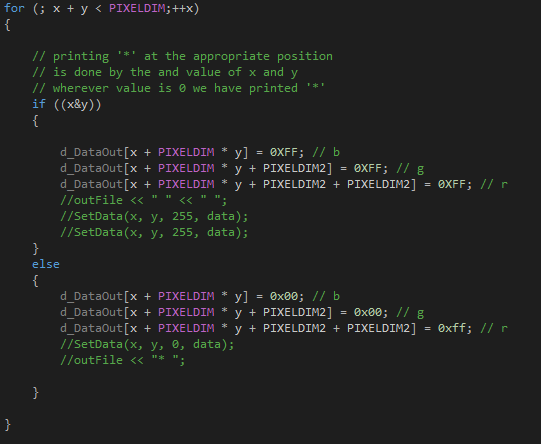 for (; x + y < PIXELDIM;++x)
{
// printing '*' at the appropriate position
// is done by the and value of x and y
// wherever value is 0 we have printed '*'
if ((x&y))
{
d_DataOut[x + PIXELDIM * y] = 0XFF; // b
d_DataOut[x + PIXELDIM * y + PIXELDIM2] = 0XFF; // g
d_DataOut[x + PIXELDIM * y + PIXELDIM2 + PIXELDIM2] = 0XFF; // r
//outFile << " " << " ";
//SetData(x, y, 255, data);
//SetData(x, y, 255, data);
}
else
{
d_DataOut[x + PIXELDIM * y] = 0x00; // b
d_DataOut[x + PIXELDIM * y + PIXELDIM2] = 0x00; // g
d_DataOut[x + PIXELDIM * y + PIXELDIM2 + PIXELDIM2] = 0xff; // r
//SetData(x, y, 0, data);
//outFile << "* ";
}
}